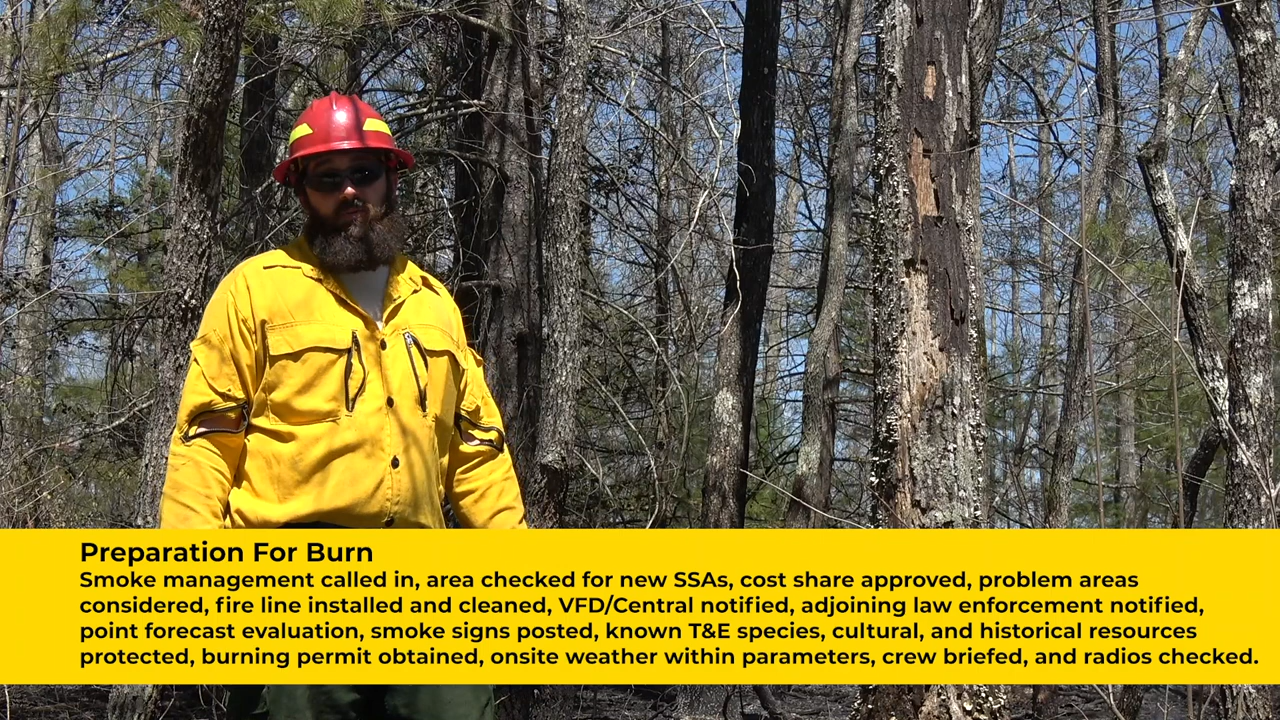 Preparation For Burn
Smoke management called in, area checked for new SSAs, cost share approved, problem areas
considered, fire line installed and cleaned, VFD/Central notified, adjoining law enforcement notified,
point forecast evaluation, smoke signs posted, known T&E species, cultural, and historical resources
protected, burning permit obtained, onsite weather within parameters, crew briefed, and radios checked.